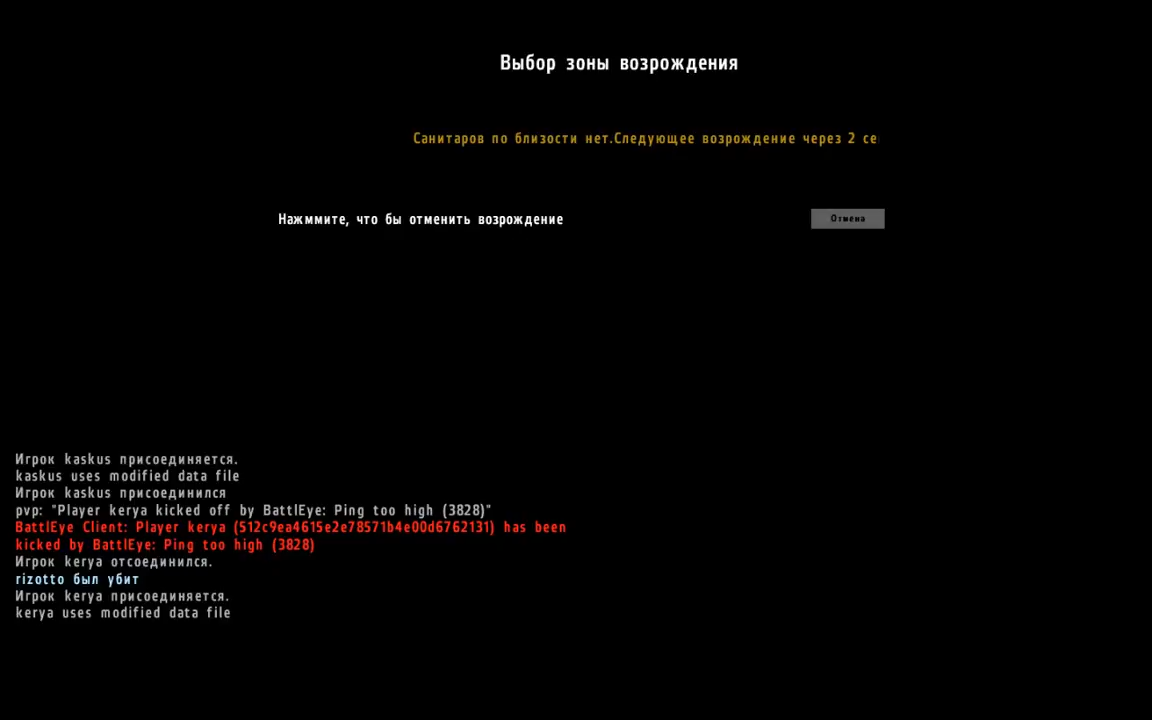 Выбор зоны возрождения
Санитаров по близости нет.Следующее возрождение через 2 се
Нажммите, что бы отменить возрождение
Отмена
Игрок kaskus присоединяется.
kaskus uses modified data file
Игрок kaskus присоединился
pvp: "Player kerya kicked off by BattlEye: Ping too high (3828)"
BattlEye Client: Player kerya (512c9ea4615e2e78571b4e00d6762131) has been
kicked by BattlEye: Ping too high (3828)
Игрок kerya отсоединился.
rizotto был убит
Игрок kerya присоединяется.
kerya uses modified data file